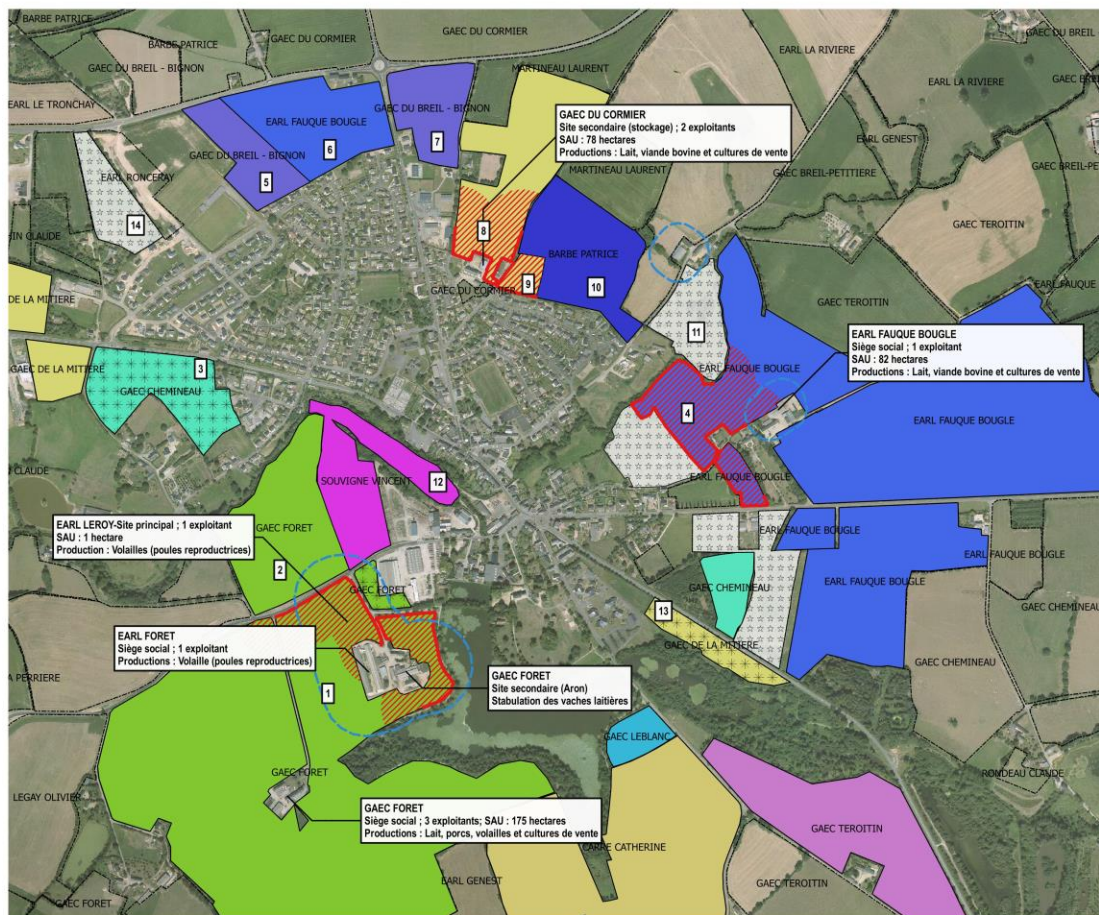 BARBE PATRICE
GAEC DU CORMIER
GAEC DU CORMIER
BARBE PATRICE
GAEC DU BREIL - BIGNON
EARL LA RIVIERE
GAEC DU BREIL
MARTINEAU LAURENT
EARL LE TRONCHAY
EARL FAUQUE BOUGLE
6
GAEC DU BREIL - BIGNON
7
EARL LA RIVIERE
GAEC DU CORMIER
Site secondaire (stockage) ; 2 exploitants
SAU : 78 hectares
Productions : Lait, viande bovine et cultures de vente
EARL GENEST
GAEC DU BREIL - BIGNON
5
EARL RONCERAY
14
MARTINEAU LAURENT
GAEC BREIL-PETITIERE
GAEC TEROITIN
8
BARBE PATRICE
10
9
GAEC DU CORMIER
DE LA MITIERE
GAEC TEROITIN
EARL FAUQUE
11
EARL FAUQUE BOUGLE
Siège social ; 1 exploitant
SAU : 82 hectares
Productions : Lait, viande bovine et cultures de vente
GAEC DE LA MITIERE
3
GAEC CHEMINEAU
EARL FAUQUE BOUGLE
4
EARL FAUQUE BOUGLE
CLAUDE
SOUVIGNE VINCENT
12
EARL FAUQUE BOUGLE
GAEC FORET
EARL LEROY-Site principal ; 1 exploitant
SAU : 1 hectare
Production : Volailles (poules reproductrices)
2
EARL FAUQUE BOUGLE
EARL FAUQUE BOUGLE
EARL FAUQUE BOUGLE
GAEC CHEMINEAU
GAEC FORET
GAEC CHEMINEAU
13
GAEC DE LA MITIERE
EARL FORET
Siège social ; 1 exploitant
Productions : Volaille (poules reproductrices)
GAEC CHEMINEAU
PERRIERE
GAEC FORET
Site secondaire (Aron)
Stabulation des vaches laitières
1
GAEC LEBLANC
GAEC FORET
RONDEAU CLAUDE
LEGAY OLIVIER
GAEC FORET
Siège social ; 3 exploitants; SAU : 175 hectares
Productions : Lait, porcs, volailles et cultures de vente
GAEC TEROITIN
CARRE CATHERINE
EARL GENEST
GAEC TEROITIN
GAEC FORET